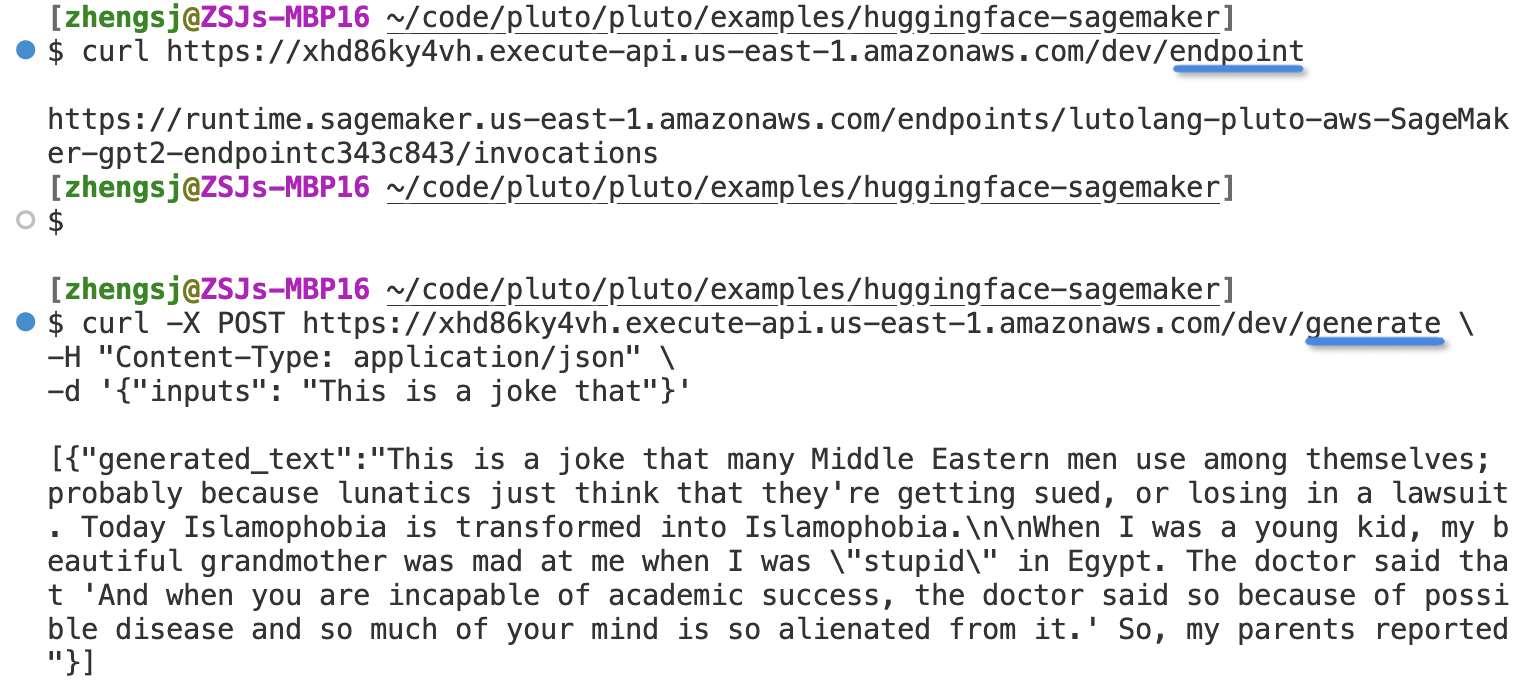 [zhengsj@ZSJs-MBP16 ~/code/pluto/pluto/examples/huggingface-sagemaker]
$ curl https://xhd86ky4vh.execute-api.us-east-1.amazonaws.com/dev/endpoint
https://runtime.sagemaker.us-east-1.amazonaws.com/endpoints/lutolang-pluto-aws-SageMak
er-gpt2-endpointc343c843/invocations
[zhengsj@ZSJs-MBP16 ~/code/pluto/pluto/examples/huggingface-sagemaker]
$
[zhengsj@ZSJs-MBP16 ~/code/pluto/pluto/examples/huggingface-sagemaker]
$ curl -X POST https://xhd86ky4vh.execute-api.us-east-1.amazonaws.com/dev/generate \
-H "Content-Type: application/json" \
-d '{"inputs": "This is a joke that"}'
[{"generated_text":"This is a joke that many Middle Eastern men use among themselves;
probably because lunatics just think that they're getting sued, or losing in a lawsuit
. Today Islamophobia is transformed into Islamophobia.\n\nWhen I was a young kid, my b
eautiful grandmother was mad at me when I was \"stupid\" in Egypt. The doctor said tha
t 'And when you are incapable of academic success, the doctor said so because of possi
ble disease and so much of your mind is so alienated from it.' So, my parents reported
"}]